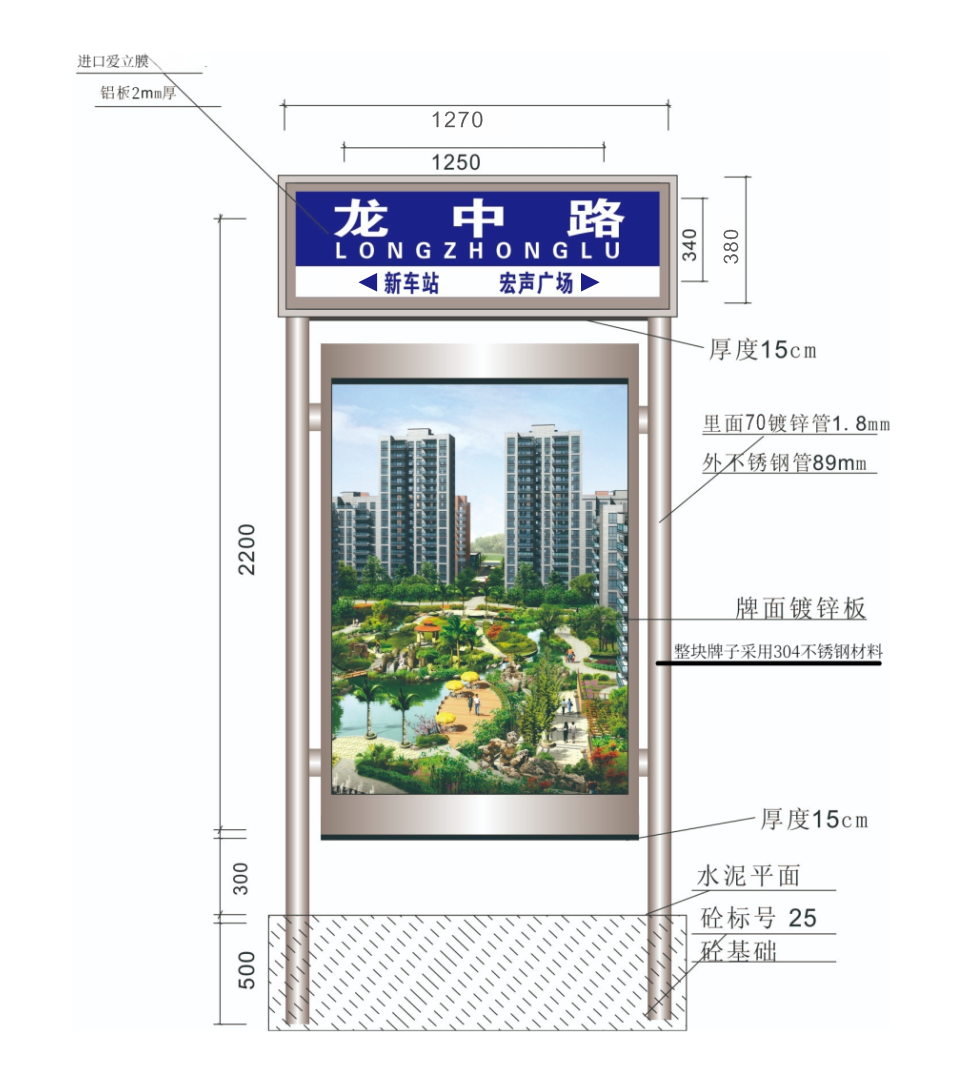 进口爱立膜
铝板2mm厚
1270
1250
龙中路
LONGZHONGLU
新车站 宏声广场
340
380
厚度15cm
里面70镀锌管1.8mm
外不锈钢管89mm
2200
牌面镀锌板
整块牌子采用304不锈钢材料
厚度15cm
300
水泥平面
砼标号 25
砼基础
500